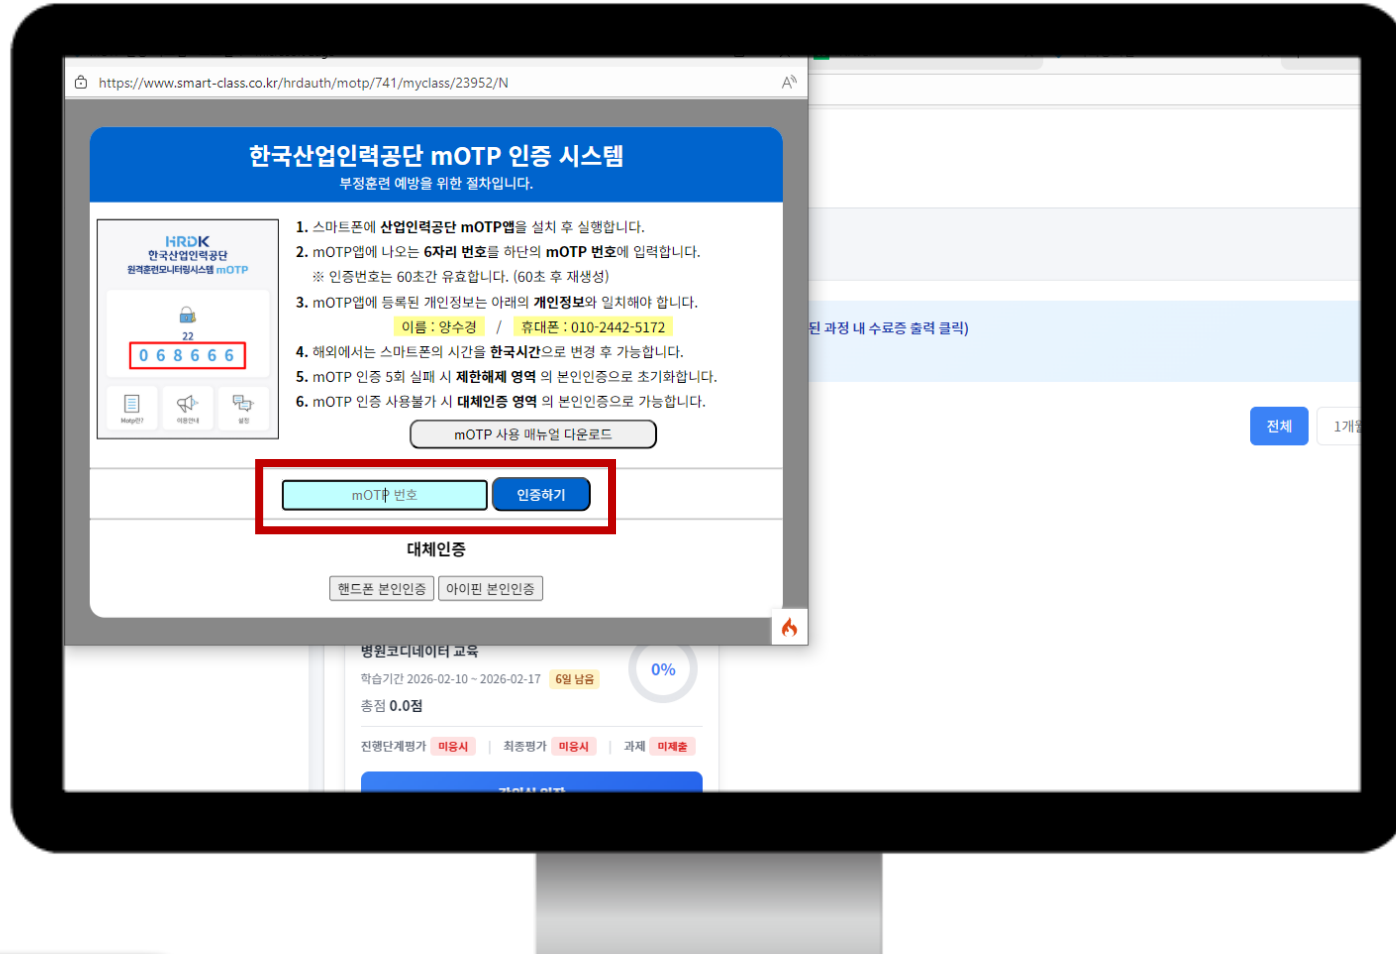 https://www.smart-class.co.kr/hrdauth/motp/741/myclass/23952/N
한국산업인력공단 mOTP 인증 시스템
부정훈련 예방을 위한 절차입니다.
HRDK
한국산업인력공단
원격훈련모니터링시스템 mOTP
22
068666
Motp란?
이용안내
설정
1. 스마트폰에 산업인력공단 mOTP앱을 설치 후 실행합니다.
2. mOTP앱에 나오는 6자리 번호를 하단의 mOTP 번호에 입력합니다.
※ 인증번호는 60초간 유효합니다. (60초 후 재생성)
3. mOTP앱에 등록된 개인정보는 아래의 개인정보와 일치해야 합니다.
이름 : 양수경 / 휴대폰 : 010-2442-5172
4. 해외에서는 스마트폰의 시간을 한국시간으로 변경 후 가능합니다.
5. mOTP 인증 5회 실패 시 제한해제 영역 의 본인인증으로 초기화합니다.
6. mOTP 인증 사용불가 시 대체인증 영역 의 본인인증으로 가능합니다.
mOTP 사용 매뉴얼 다운로드
mOTP 번호
인증하기
대체인증
핸드폰 본인인증
아이핀 본인인증
된 과정 내 수료증 출력 클릭)
전체
1개월
병원코디네이터 교육
학습기간 2026-02-10 ~ 2026-02-17 6일 남음
총점 0.0점
0%
진행단계평가 미응시 | 최종평가 미응시 | 과제 미제출